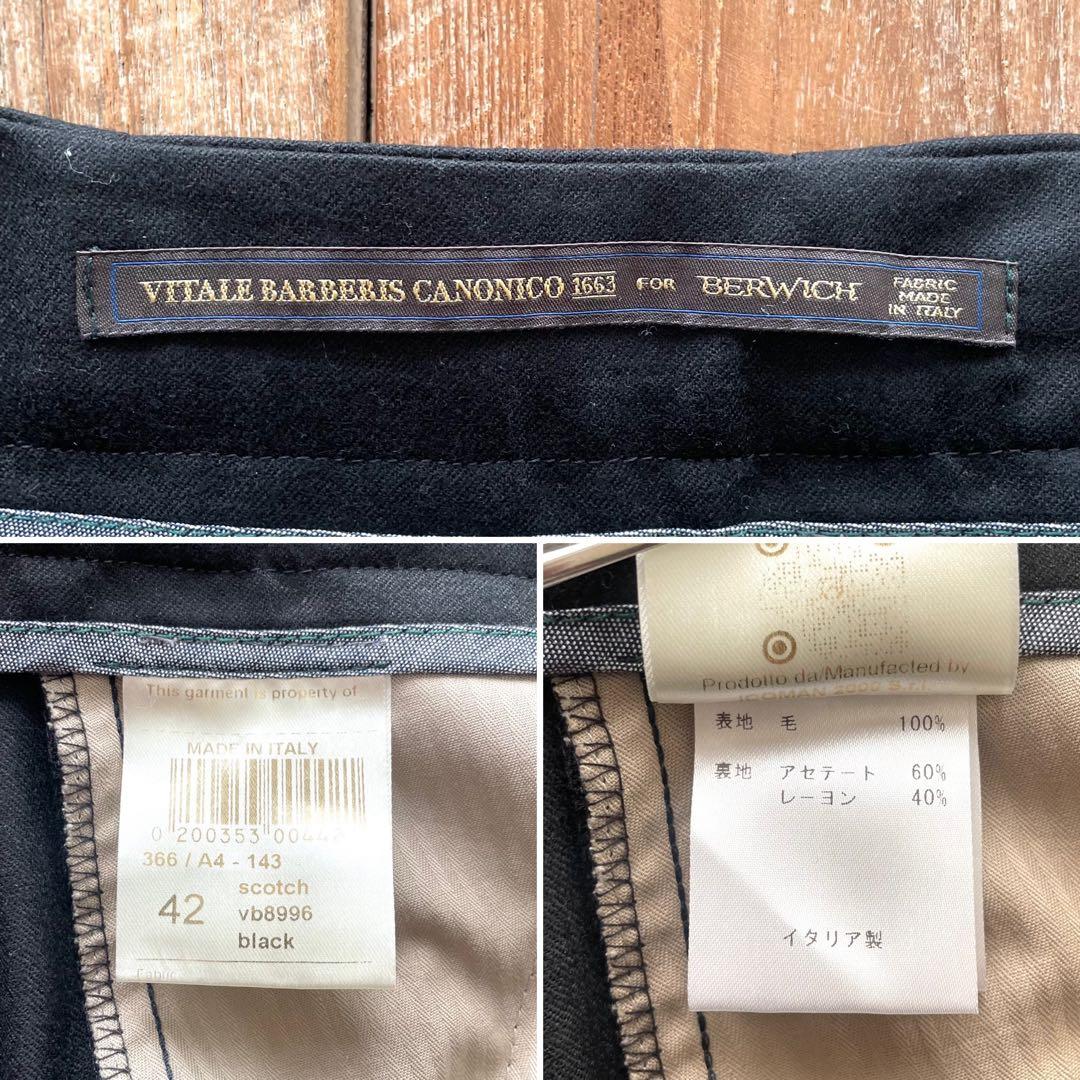 VITALE BARBERIS CANONICO 1663 FOR BERWICH FABRIC
MADE
IN ITALY
This garment is property of
MADE IN ITALY
0 200353
366 / A4 - 143
scotch
42 vb8996
black
Prodotto da/Manufacted by
表地 毛 100%
裏地 アセテート 60%
レーヨン 40%
イタリア製